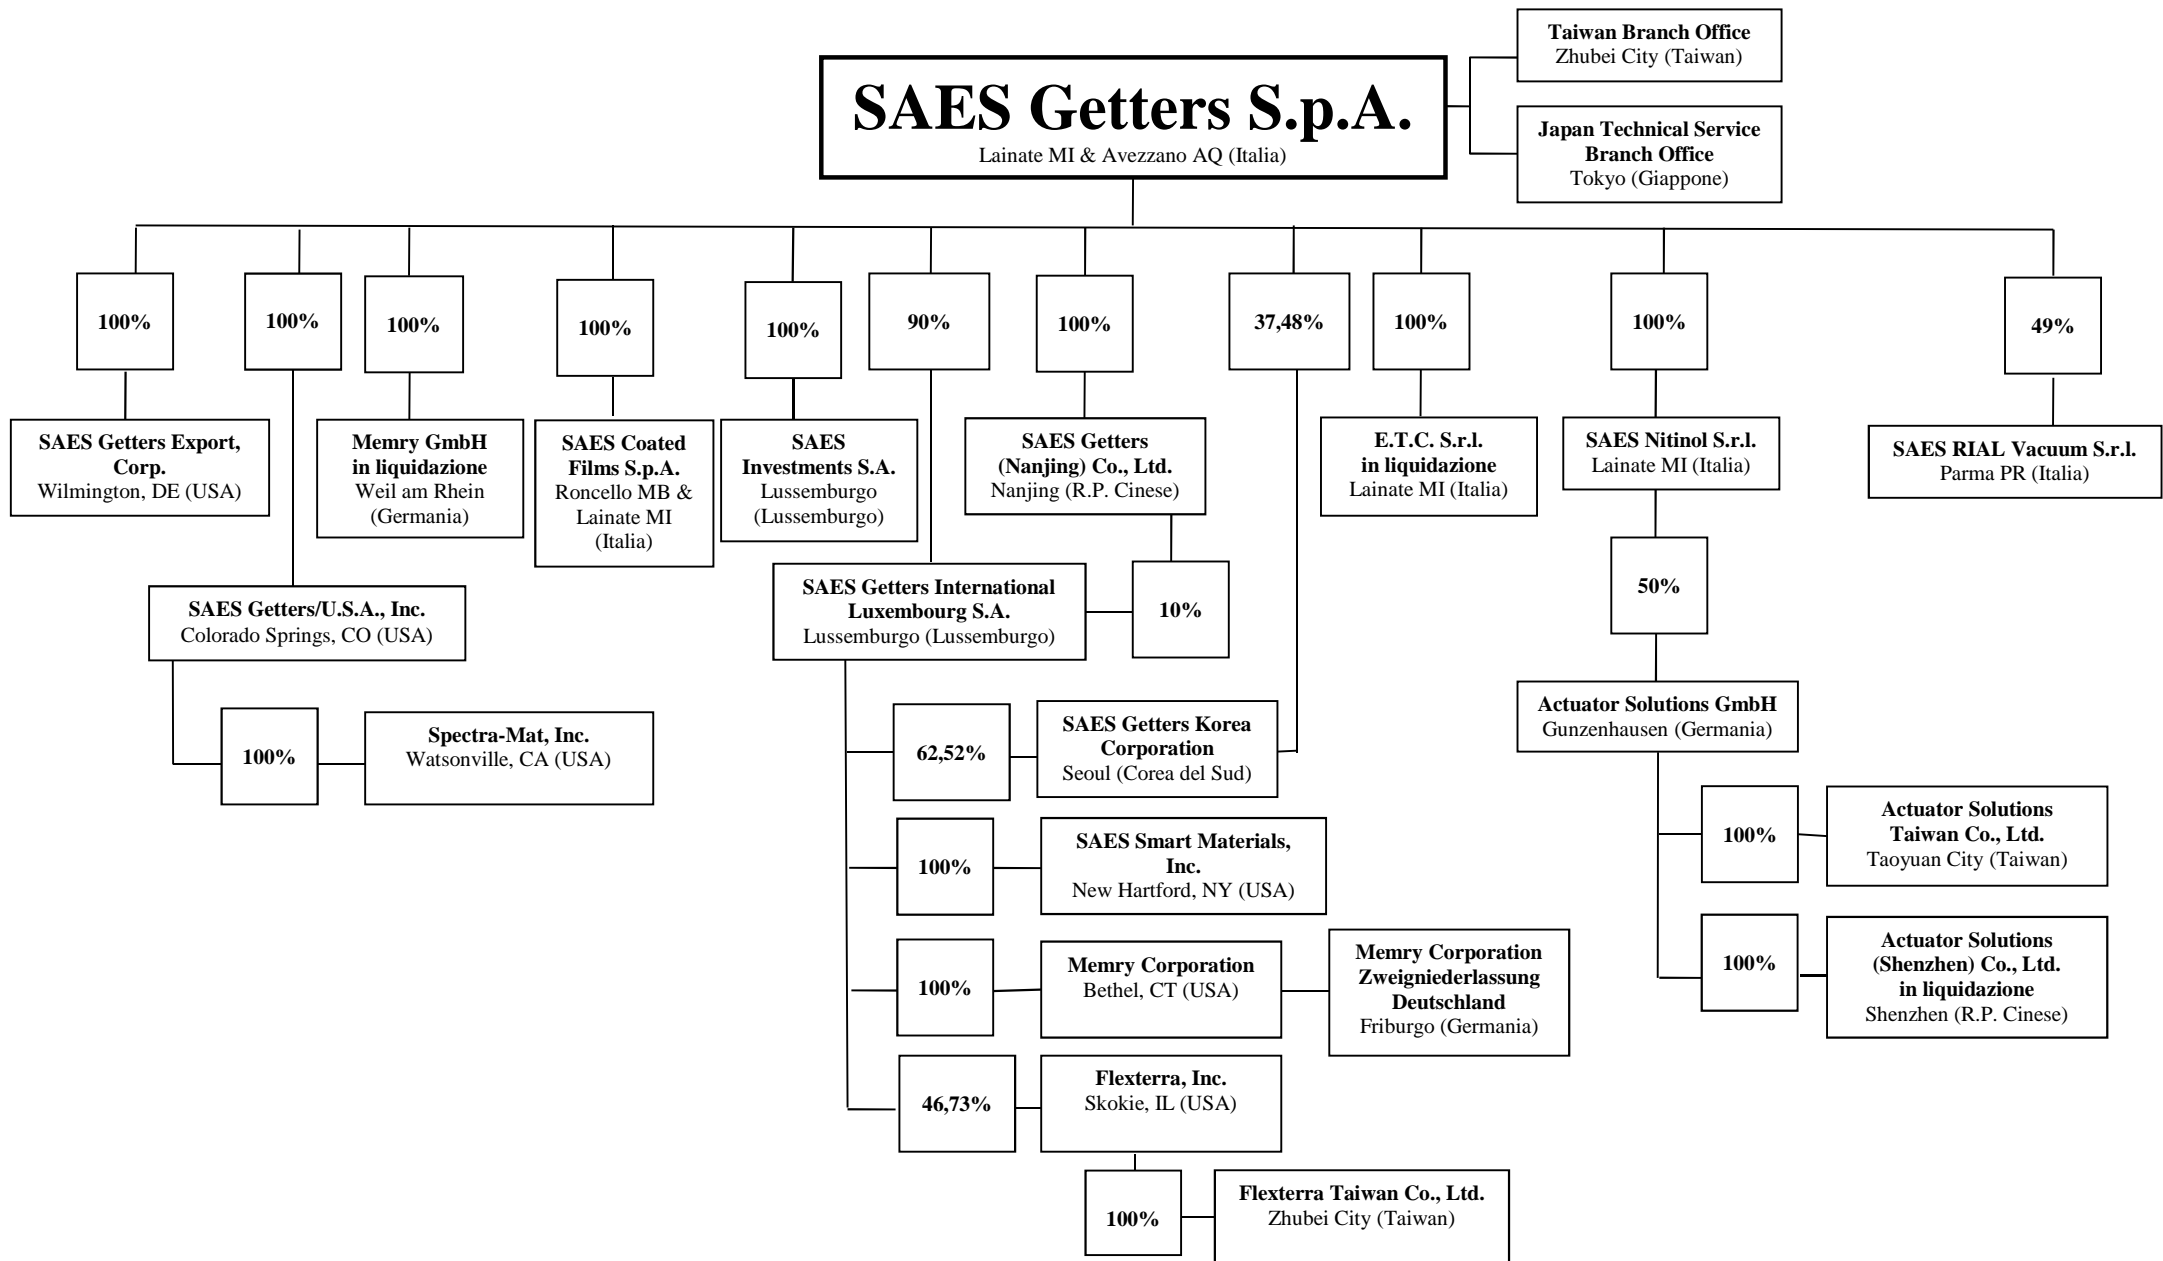 Taiwan Branch Office
Zhubei City (Taiwan)
SAES Getters S.p.A.
Lainate MI & Avezzano AQ (Italia)
Japan Technical Service
Branch Office
Tokyo (Giappone)
100%
100%
100%
100%
100%
90%
100%
37,48%
100%
100%
49%
SAES Getters Export,
Corp.
Wilmington, DE (USA)
Memry GmbH
in liquidazione
Weil am Rhein
(Germania)
SAES Coated
Films S.p.A.
Roncello MB &
Lainate MI
(Italia)
SAES
Investments S.A.
Lussemburgo
(Lussemburgo)
SAES Getters
(Nanjing) Co., Ltd.
Nanjing (R.P. Cinese)
E.T.C. S.r.l.
in liquidazione
Lainate MI (Italia)
SAES Nitinol S.r.l.
Lainate MI (Italia)
SAES RIAL Vacuum S.r.l.
Parma PR (Italia)
SAES Getters/U.S.A., Inc.
Colorado Springs, CO (USA)
SAES Getters International
Luxembourg S.A.
Lussemburgo (Lussemburgo)
10%
50%
100%
Spectra-Mat, Inc.
Watsonville, CA (USA)
62,52%
SAES Getters Korea
Corporation
Seoul (Corea del Sud)
Actuator Solutions GmbH
Gunzenhausen (Germania)
100%
SAES Smart Materials,
Inc.
New Hartford, NY (USA)
100%
Actuator Solutions
Taiwan Co., Ltd.
Taoyuan City (Taiwan)
100%
Memry Corporation
Bethel, CT (USA)
Memry Corporation
Zweigniederlassung
Deutschland
Friburgo (Germania)
100%
Actuator Solutions
(Shenzhen) Co., Ltd.
in liquidazione
Shenzhen (R.P. Cinese)
46,73%
Flexterra, Inc.
Skokie, IL (USA)
100%
Flexterra Taiwan Co., Ltd.
Zhubei City (Taiwan)